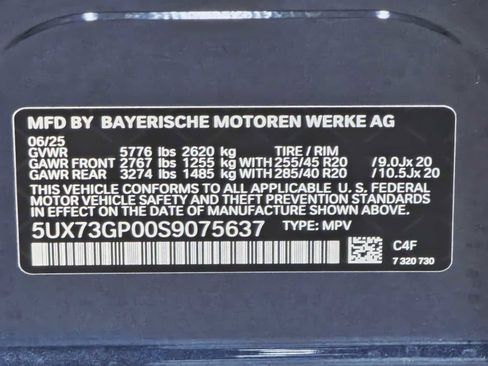 MFD BY BAYERISCHE MOTOREN WERKE AG
06/25
GVWR 5776 lbs 2620 kg TIRE / RIM
GAWR FRONT 2767 lbs 1255 kg WITH 255/45 R20 /9.0Jx 20
GAWR REAR 3274 lbs 1485 kg WITH 285/40 R20 /10.5Jx 20
THIS VEHICLE CONFORMS TO ALL APPLICABLE U. S. FEDERAL
MOTOR VEHICLE SAFETY AND THEFT PREVENTION STANDARDS
IN EFFECT ON THE DATE OF MANUFACTURE SHOWN ABOVE.
5UX73GP00S9075637 TYPE: MPV
C4F
7 320 730